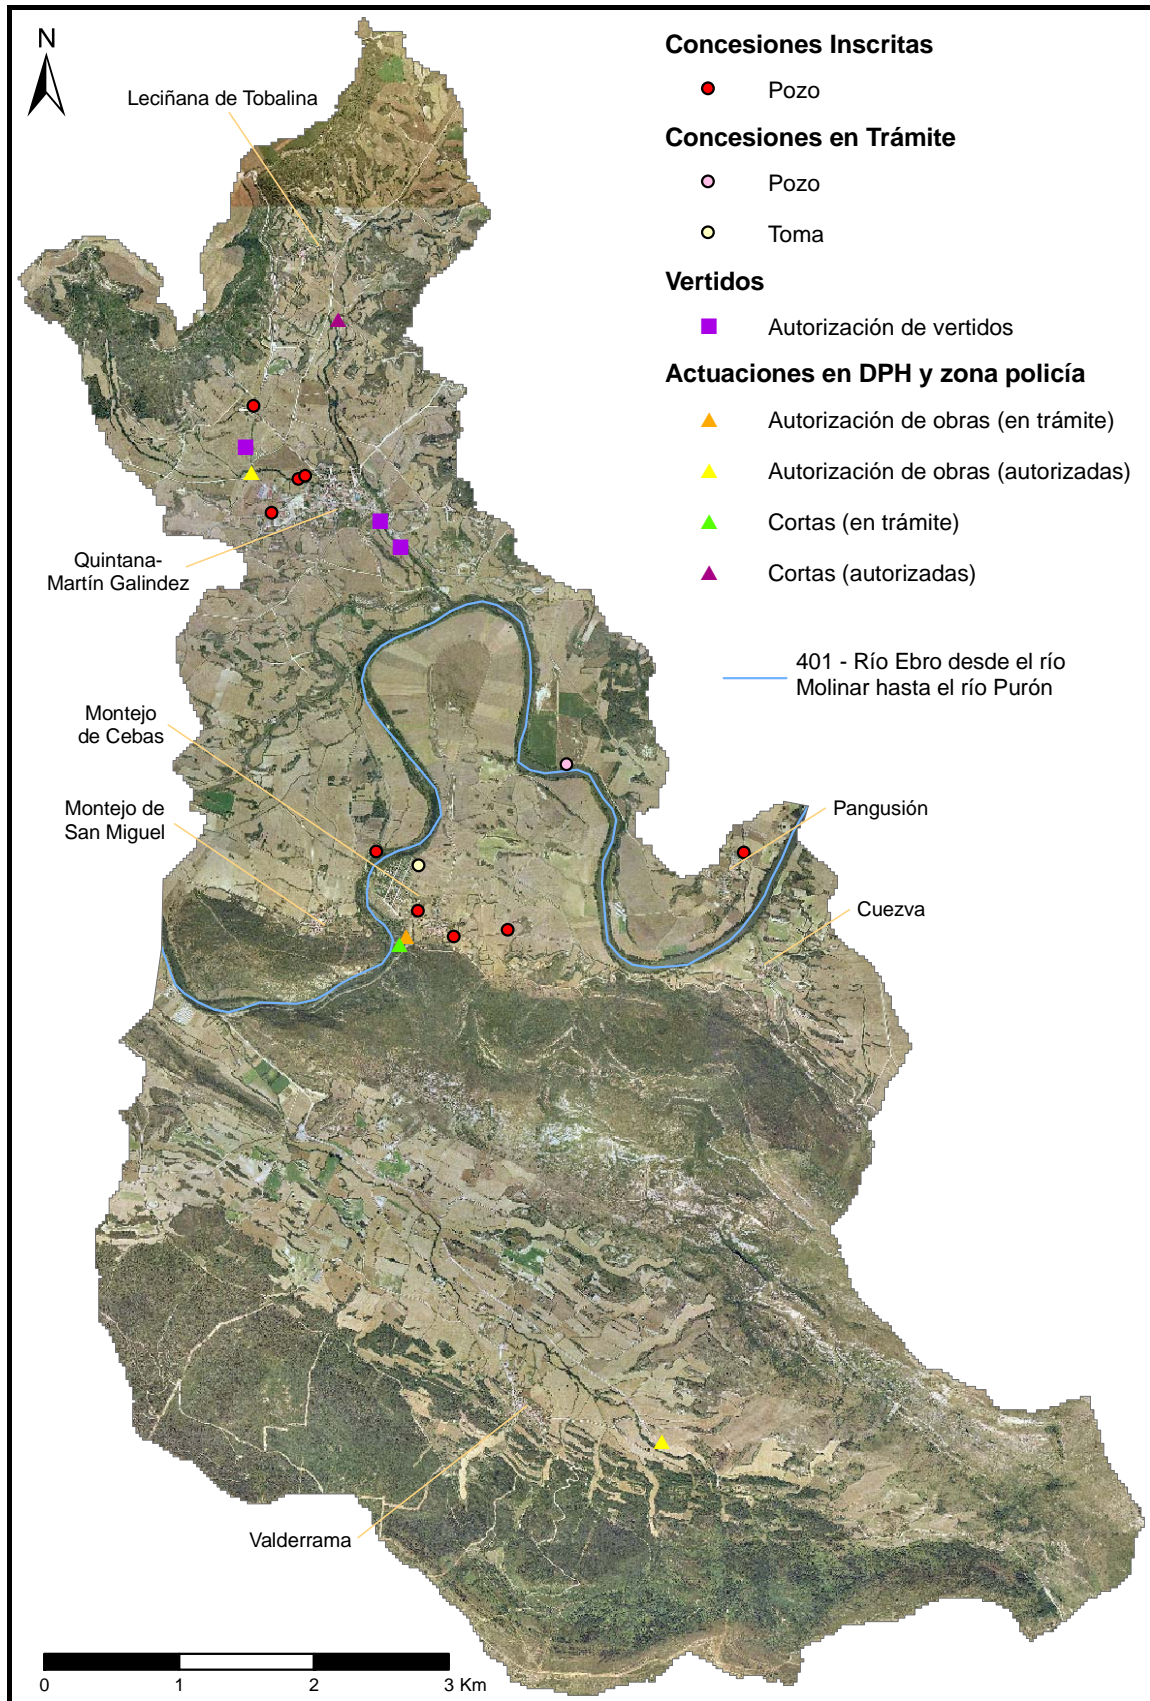 N
Leciñana de Tobalina
Concesiones Inscritas
Pozo
Concesiones en Trámite
Pozo
Toma
Vertidos
Autorización de vertidos
Actuaciones en DPH y zona policía
Autorización de obras (en trámite)
Autorización de obras (autorizadas)
Cortas (en trámite)
Cortas (autorizadas)
401 - Río Ebro desde el río
Molinar hasta el río Purón
Quintana-
Martín Galindez
Montejo
de Cebas
Montejo de
San Miguel
Pangusión
Cuezva
Valderrama
0 1 2 3 Km